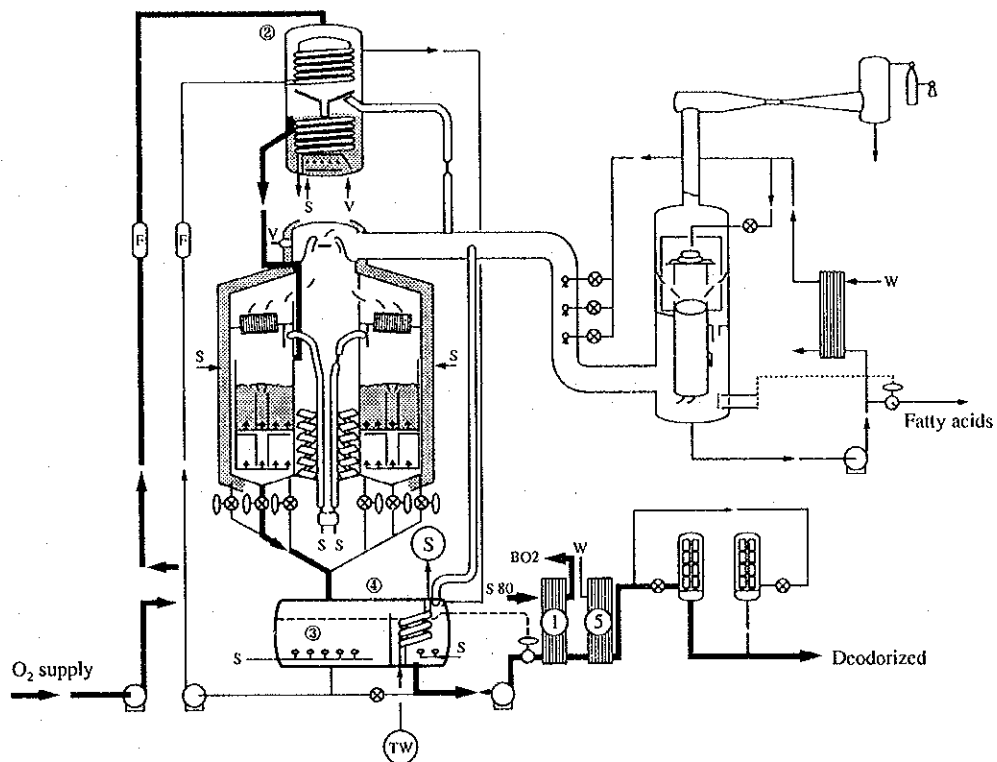 ②
F
F
S
V
V
W
S
S
Fatty acids
S
S
S
BO2
W
④
S 80
①
⑤
③
S
S
O₂ supply
Deodorized
TW